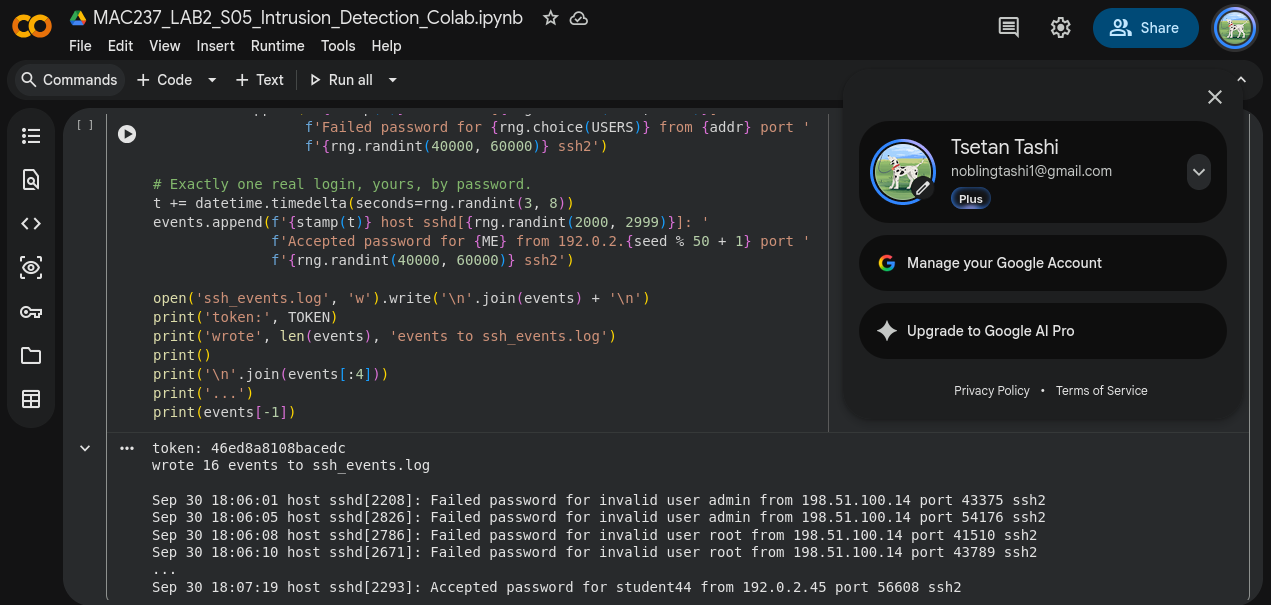 MAC237_LAB2_S05_Intrusion_Detection_Colab.ipynb
File Edit View Insert Runtime Tools Help
Share
Commands + Code + Text Run all
[ ]
f'Failed password for {rng.choice(USERS)} from {addr} port '
f'{rng.randint(40000, 60000)} ssh2')
# Exactly one real login, yours, by password.
t += datetime.timedelta(seconds=rng.randint(3, 8))
events.append(f'{stamp(t)} host sshd[{rng.randint(2000, 2999)}]: '
f'Accepted password for {ME} from 192.0.2.{seed % 50 + 1} port '
f'{rng.randint(40000, 60000)} ssh2')
open('ssh_events.log', 'w').write('\n'.join(events) + '\n')
print('token:', TOKEN)
print('wrote', len(events), 'events to ssh_events.log')
print()
print('\n'.join(events[:4]))
print('...')
print(events[-1])
token: 46ed8a8108bacedc
wrote 16 events to ssh_events.log
Sep 30 18:06:01 host sshd[2208]: Failed password for invalid user admin from 198.51.100.14 port 43375 ssh2
Sep 30 18:06:05 host sshd[2826]: Failed password for invalid user admin from 198.51.100.14 port 54176 ssh2
Sep 30 18:06:08 host sshd[2786]: Failed password for invalid user root from 198.51.100.14 port 41510 ssh2
Sep 30 18:06:10 host sshd[2671]: Failed password for invalid user root from 198.51.100.14 port 43789 ssh2
...
Sep 30 18:07:19 host sshd[2293]: Accepted password for student44 from 192.0.2.45 port 56608 ssh2
Tsetan Tashi
noblingtashi1@gmail.com
Plus
Manage your Google Account
Upgrade to Google AI Pro
Privacy Policy • Terms of Service